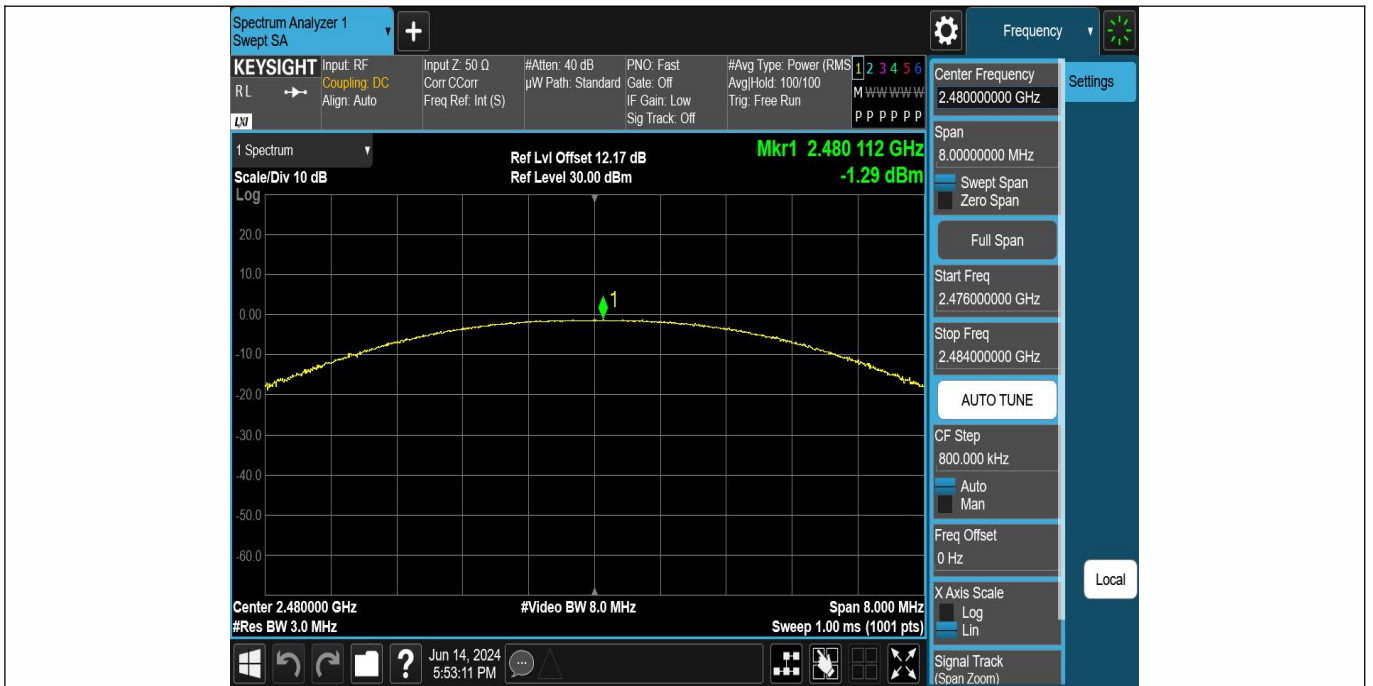 Spectrum Analyzer 1
Swept SA
+
Frequency
KEYSIGHT
RL
LXI
Input: RF
Coupling: DC
Align: Auto
Input Z: 50 Ω
Corr CCorr
Freq Ref: Int (S)
#Atten: 40 dB
µW Path: Standard
PNO: Fast
Gate: Off
IF Gain: Low
Sig Track: Off
#Avg Type: Power (RMS
Avg|Hold: 100/100
Trig: Free Run
1 2 3 4 5 6
M W W W W W
P P P P P P
1 Spectrum
Scale/Div 10 dB
Log
Ref Lvl Offset 12.17 dB
Ref Level 30.00 dBm
Mkr1 2.480 112 GHz
-1.29 dBm
20.0
10.0
0.00
-10.0
-20.0
-30.0
-40.0
-50.0
-60.0
1
Center 2.480000 GHz
#Res BW 3.0 MHz
#Video BW 8.0 MHz
Span 8.000 MHz
Sweep 1.00 ms (1001 pts)
?
Jun 14, 2024
5:53:11 PM
Center Frequency
2.480000000 GHz
Span
8.00000000 MHz
Swept Span
Zero Span
Full Span
Start Freq
2.476000000 GHz
Stop Freq
2.484000000 GHz
AUTO TUNE
CF Step
800.000 kHz
Auto
Man
Freq Offset
0 Hz
X Axis Scale
Log
Lin
Signal Track
(Span Zoom)
Settings
Local